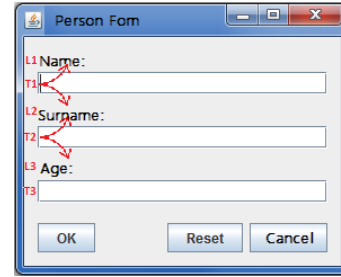 Person Fom
L1 Name:
T1
L2 Surname:
T2
L3 Age:
T3
OK Reset Cancel